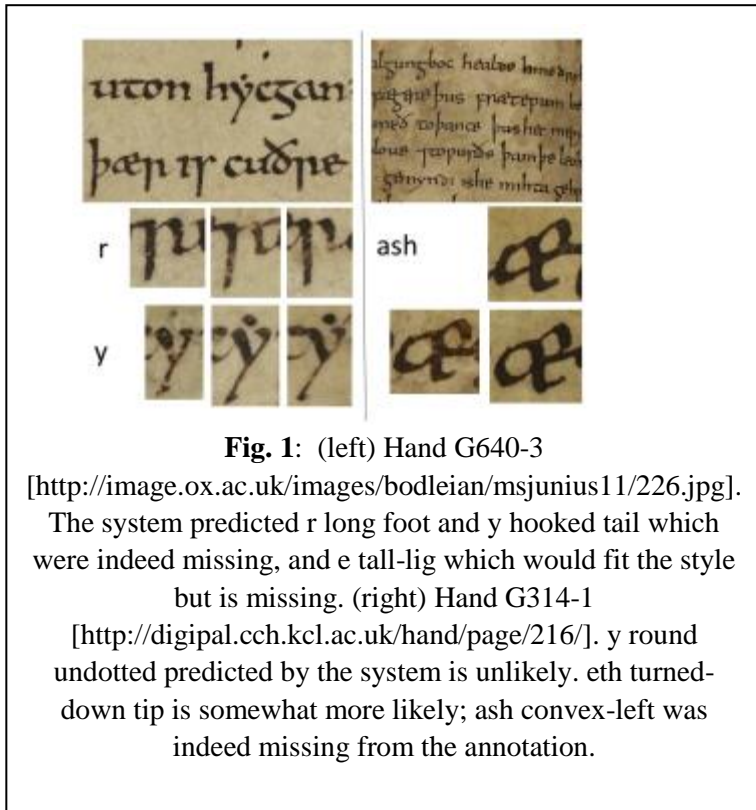 uton hẏcgan
þær is cuðre
r
ash
y
Fig. 1: (left) Hand G640-3
[http://image.ox.ac.uk/images/bodleian/msjunius11/226.jpg].
The system predicted r long foot and y hooked tail which
were indeed missing, and e tall-lig which would fit the style
but is missing. (right) Hand G314-1
[http://digipal.cch.kcl.ac.uk/hand/page/216/]. y round
undotted predicted by the system is unlikely. eth turned-
down tip is somewhat more likely; ash convex-left was
indeed missing from the annotation.